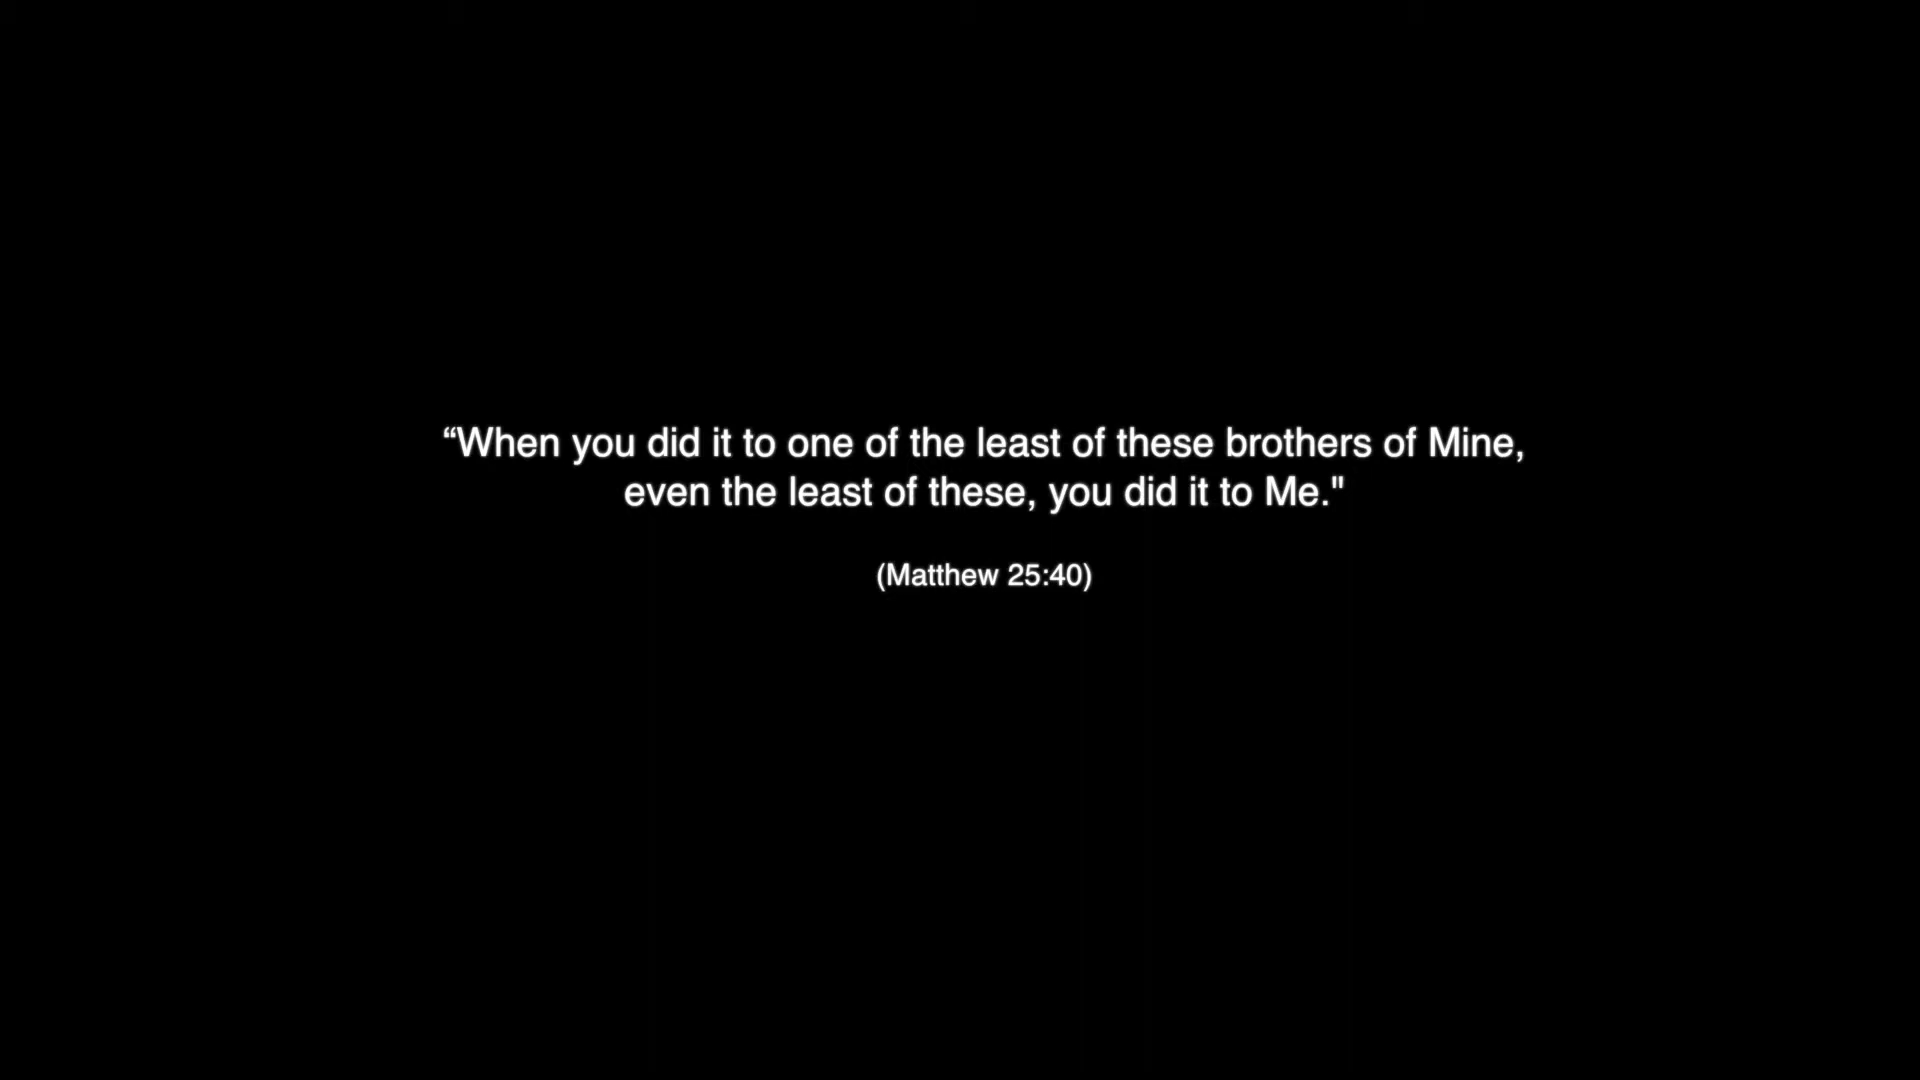 “When you did it to one of the least of these brothers of Mine,
even the least of these, you did it to Me."
(Matthew 25:40)